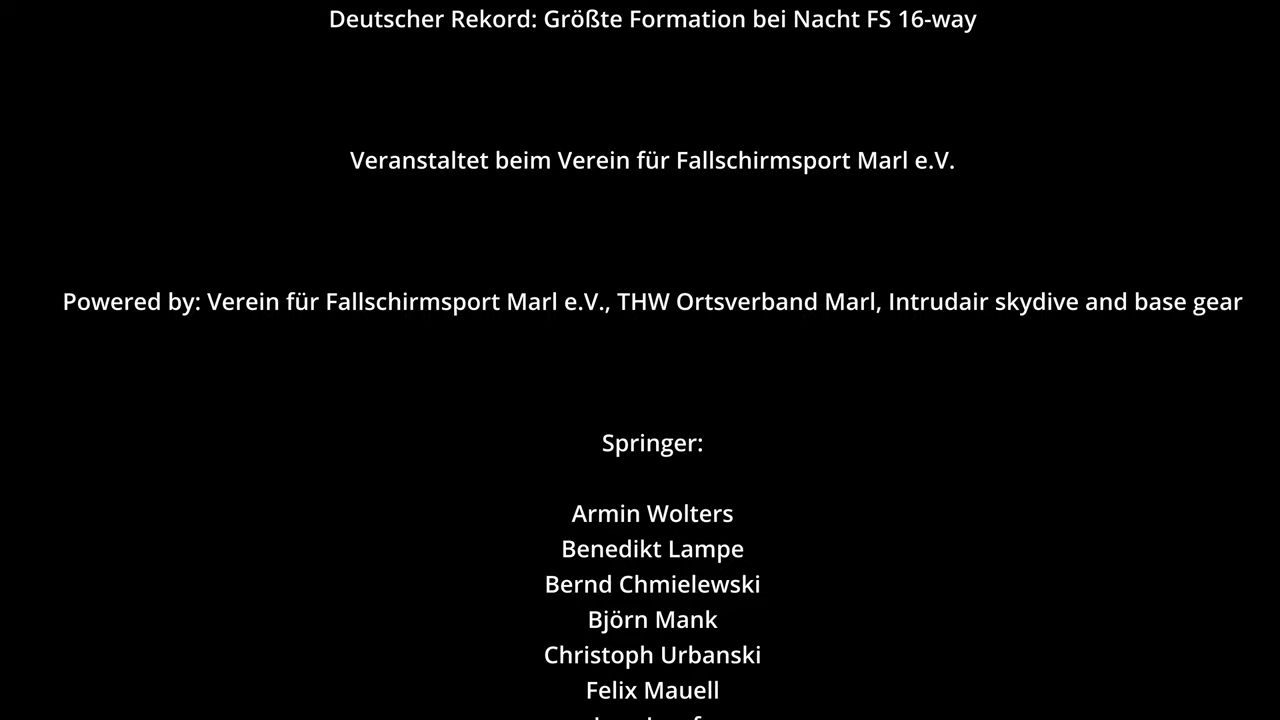 Deutscher Rekord: Größte Formation bei Nacht FS 16-way
Veranstaltet beim Verein für Fallschirmsport Marl e.V.
Powered by: Verein für Fallschirmsport Marl e.V., THW Ortsverband Marl, Intrudair skydive and base gear
Springer:
Armin Wolters
Benedikt Lampe
Bernd Chmielewski
Björn Mank
Christoph Urbanski
Felix Mauell